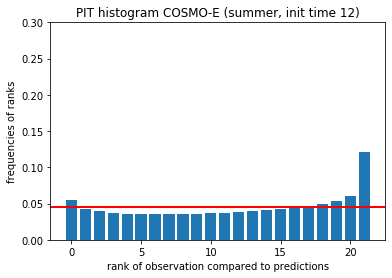 PIT histogram COSMO-E (summer, init time 12)
0.30
0.25
0.20
0.15
0.10
0.05
0.00
frequencies of ranks
0 5 10 15 20
rank of observation compared to predictions